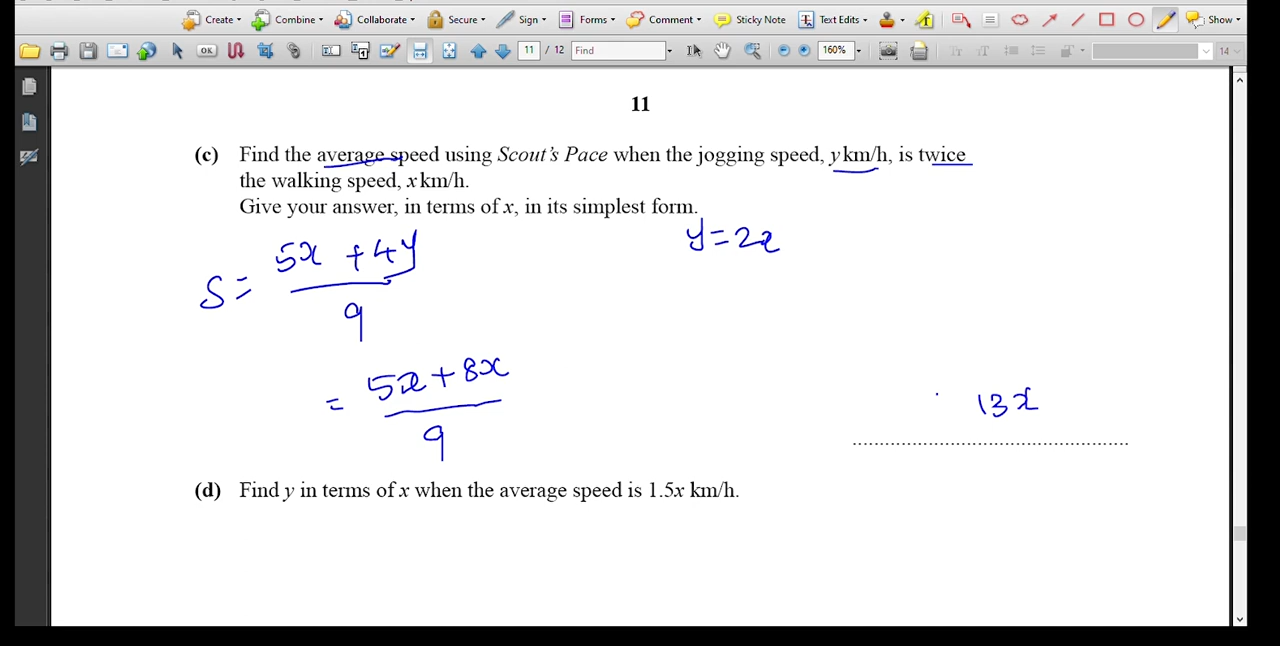 Create Combine Collaborate Secure Sign Forms Comment Sticky Note Text Edits Show
OK 11 / 12 Find 160% Tr T 14
11
(c) Find the average speed using Scout's Pace when the jogging speed, y km/h, is twice
the walking speed, x km/h.
Give your answer, in terms of x, in its simplest form.
y = 2x
S = 5x + 4y
9
= 5x + 8x
9
13x
(d) Find y in terms of x when the average speed is 1.5x km/h.